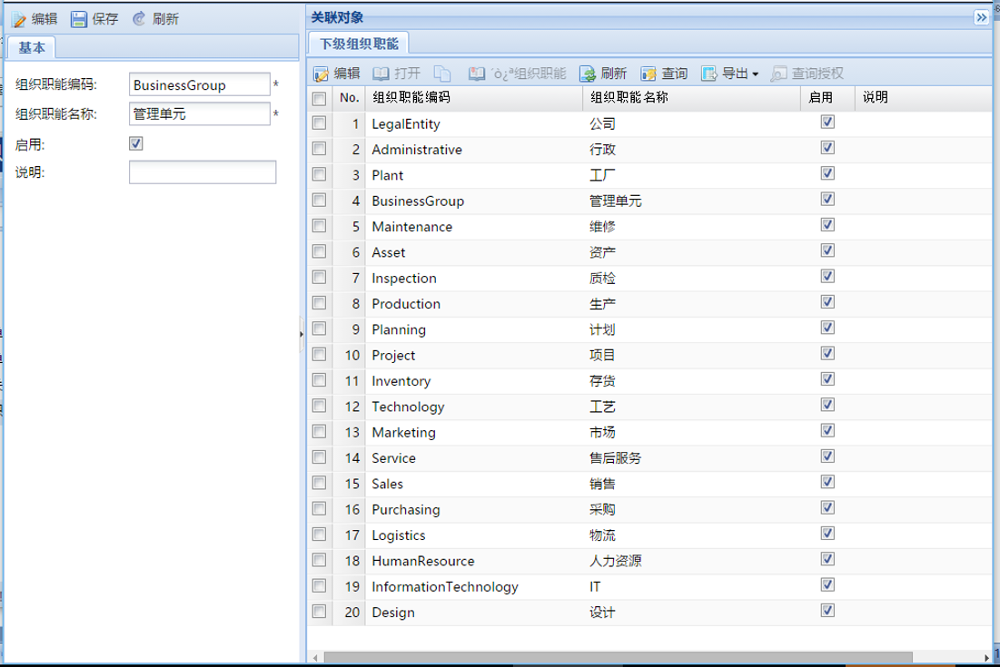 编辑 保存 刷新
基本
组织职能编码: BusinessGroup *
组织职能名称: 管理单元 *
启用:
说明:
关联对象
下级组织职能
编辑 打开 ò¿ª组织职能 刷新 查询 导出 查询授权
No. 组织职能编码 组织职能名称 启用 说明
1 LegalEntity 公司
2 Administrative 行政
3 Plant 工厂
4 BusinessGroup 管理单元
5 Maintenance 维修
6 Asset 资产
7 Inspection 质检
8 Production 生产
9 Planning 计划
10 Project 项目
11 Inventory 存货
12 Technology 工艺
13 Marketing 市场
14 Service 售后服务
15 Sales 销售
16 Purchasing 采购
17 Logistics 物流
18 HumanResource 人力资源
19 InformationTechnology IT
20 Design 设计